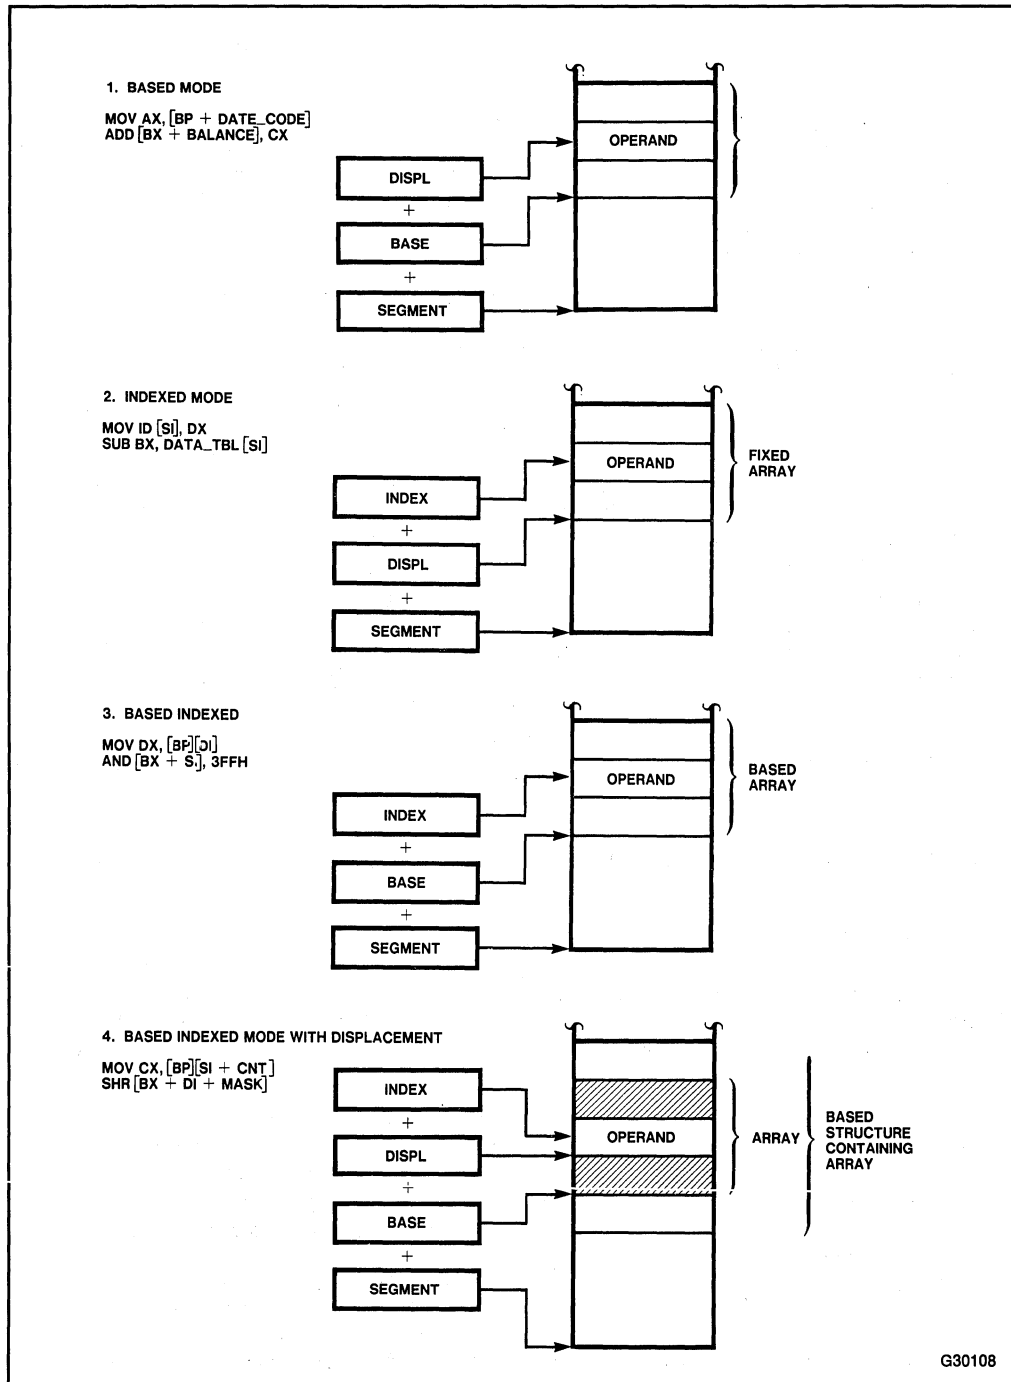 1. BASED MODE
MOV AX, [BP + DATE_CODE]
ADD [BX + BALANCE], CX
DISPL
+
BASE
+
SEGMENT
OPERAND
2. INDEXED MODE
MOV ID [SI], DX
SUB BX, DATA_TBL [SI]
INDEX
+
DISPL
+
SEGMENT
OPERAND
FIXED
ARRAY
3. BASED INDEXED
MOV DX, [BP][DI]
AND [BX + SI], 3FFH
INDEX
+
BASE
+
SEGMENT
OPERAND
BASED
ARRAY
4. BASED INDEXED MODE WITH DISPLACEMENT
MOV CX, [BP][SI + CNT]
SHR [BX + DI + MASK]
INDEX
+
DISPL
+
BASE
+
SEGMENT
OPERAND
ARRAY
BASED
STRUCTURE
CONTAINING
ARRAY
G30108